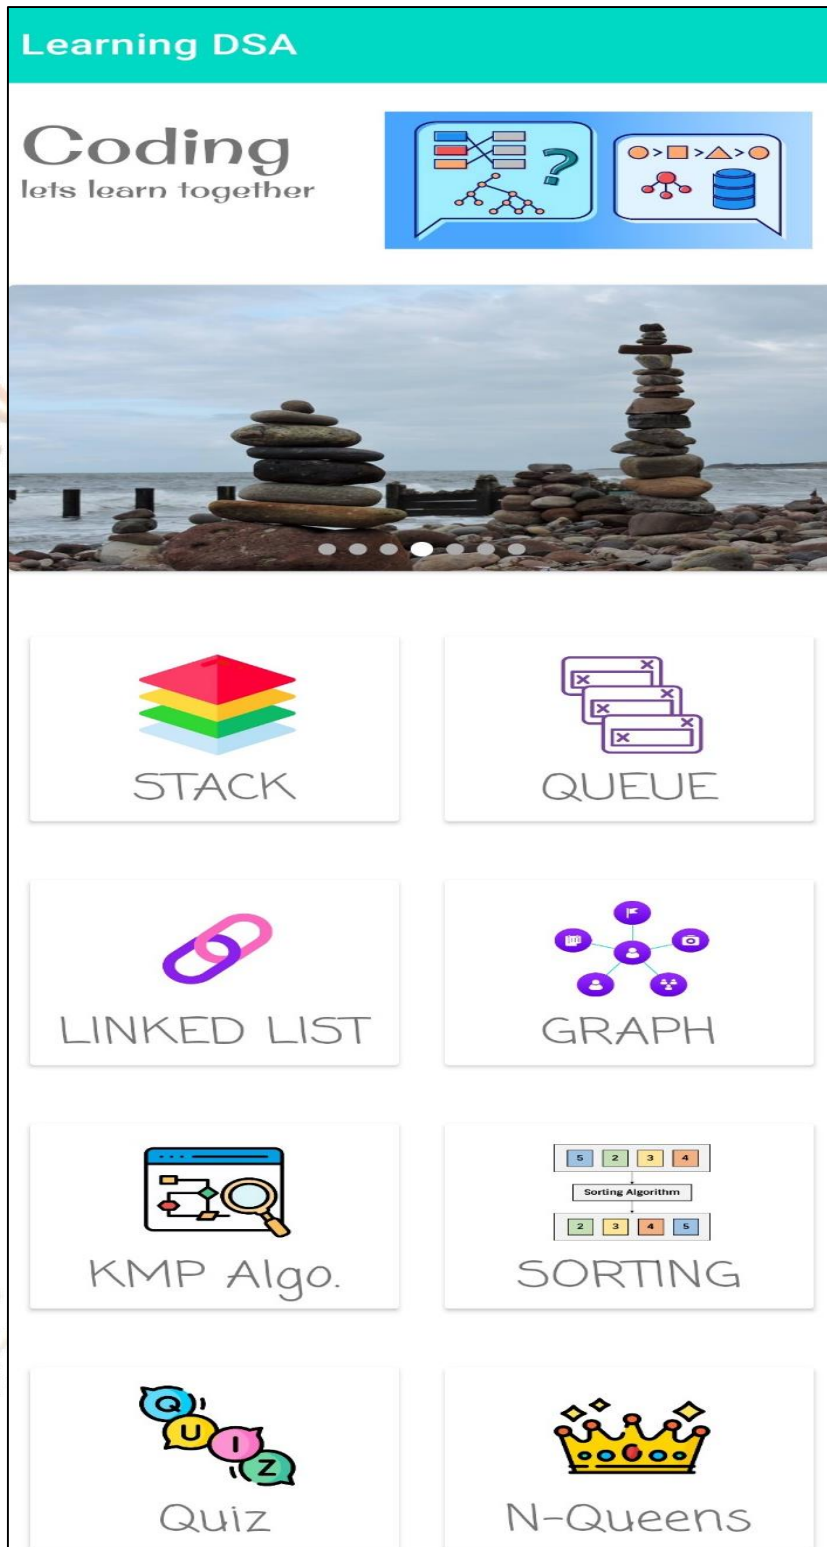 Learning DSA
Coding
lets learn together
?
STACK
QUEUE
LINKED LIST
GRAPH
KMP Algo.
5 2 3 4
Sorting Algorithm
2 3 4 5
SORTING
QUIZ
Quiz
N-Queens